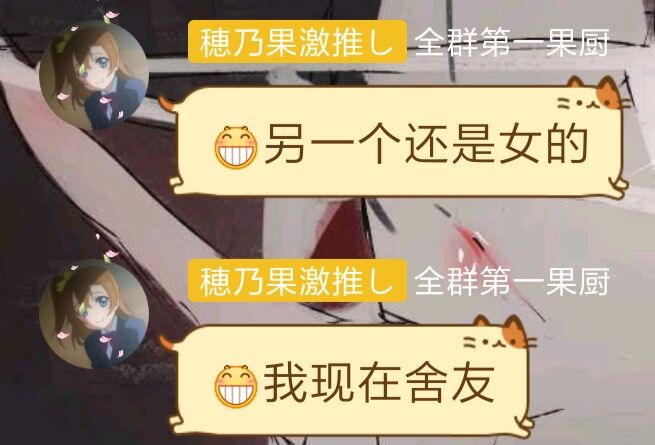 穂乃果激推し 全群第一果厨
另一个还是女的
穂乃果激推し 全群第一果厨
我现在舍友